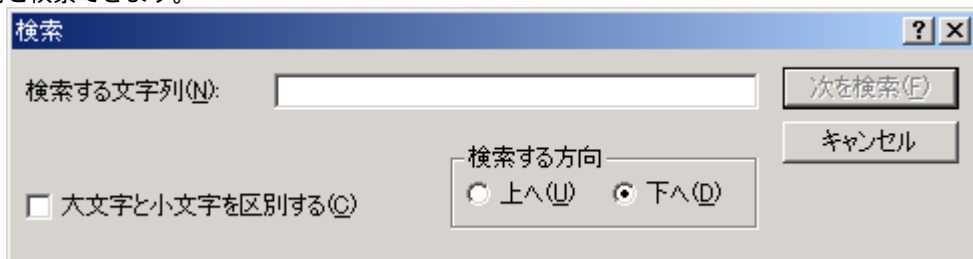 を検索できます。
検索
検索する文字列(N):
次を検索(F)
キャンセル
検索する方向
上へ(U) 下へ(D)
大文字と小文字を区別する(C)